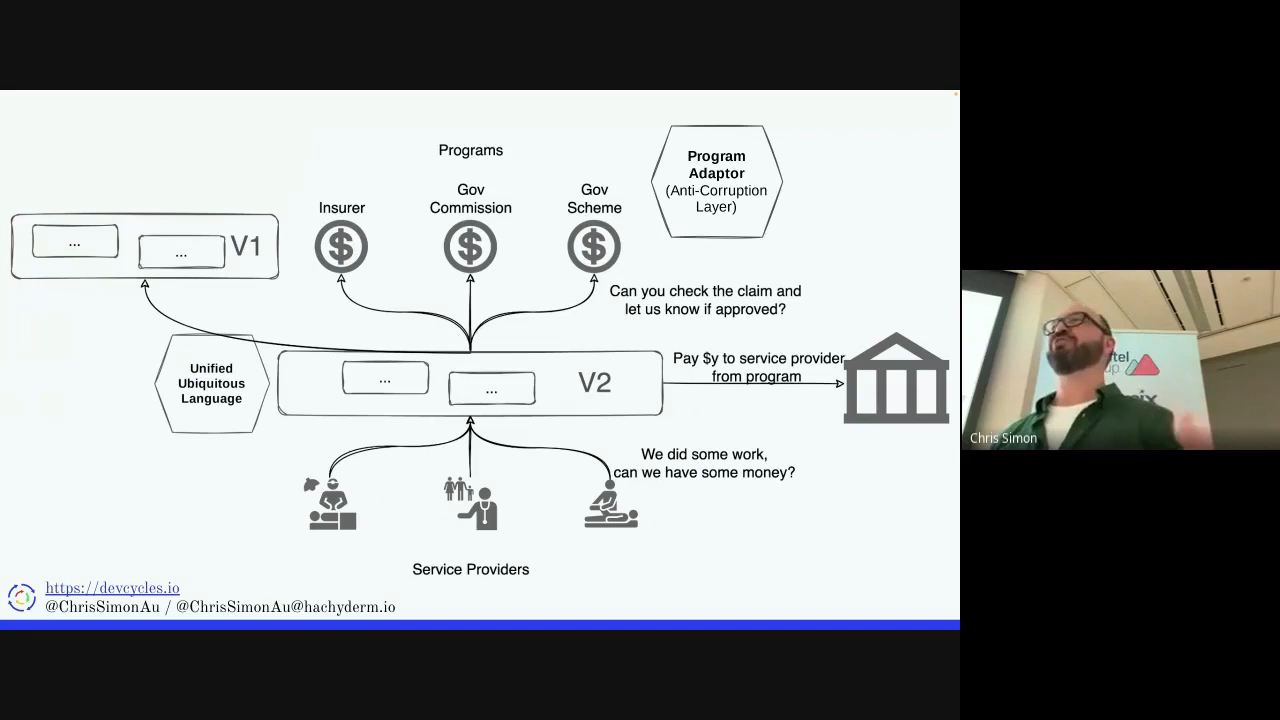 Programs
Program
Adaptor
(Anti-Corruption
Layer)
Insurer
Gov
Commission
Gov
Scheme
$
$
$
...
...
V1
Can you check the claim and
let us know if approved?
Unified
Ubiquitous
Language
...
...
V2
Pay $y to service provider
from program
We did some work,
can we have some money?
Service Providers
https://devcycles.io
@ChrisSimonAu / @ChrisSimonAu@hachyderm.io
up
Chris Simon